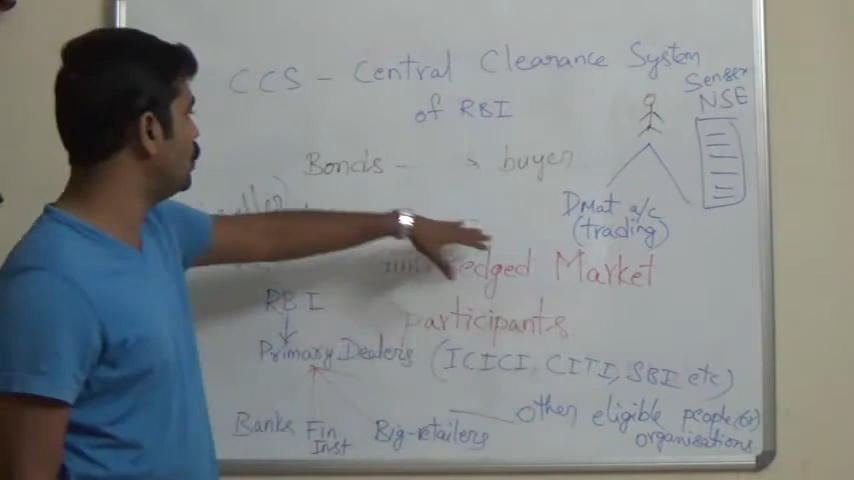 CCS - Central Clearance System
of RBI
Sensex
NSE
Bonds - buyer
DMat a/c
(trading)
Market
participants
RBI
Primary Dealers (ICICI, CITI, SBI etc)
Banks
Fin
Inst
Big-retailers
Other eligible people (or)
organisations